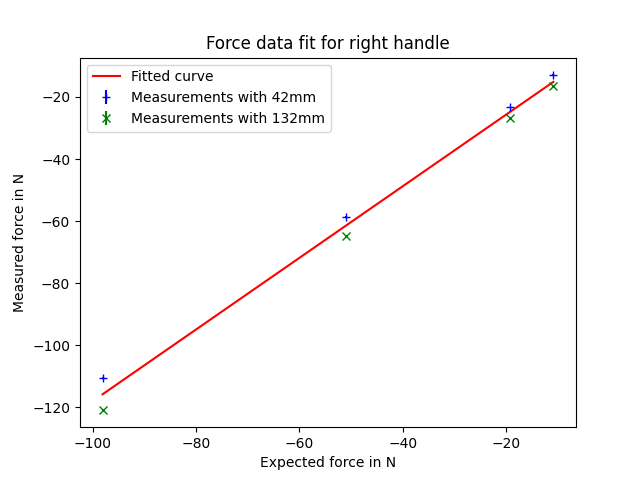 Force data fit for right handle
Fitted curve
Measurements with 42mm
Measurements with 132mm
−20
−40
−60
−80
−100
−120
Measured force in N
−100
−80
−60
−40
−20
Expected force in N